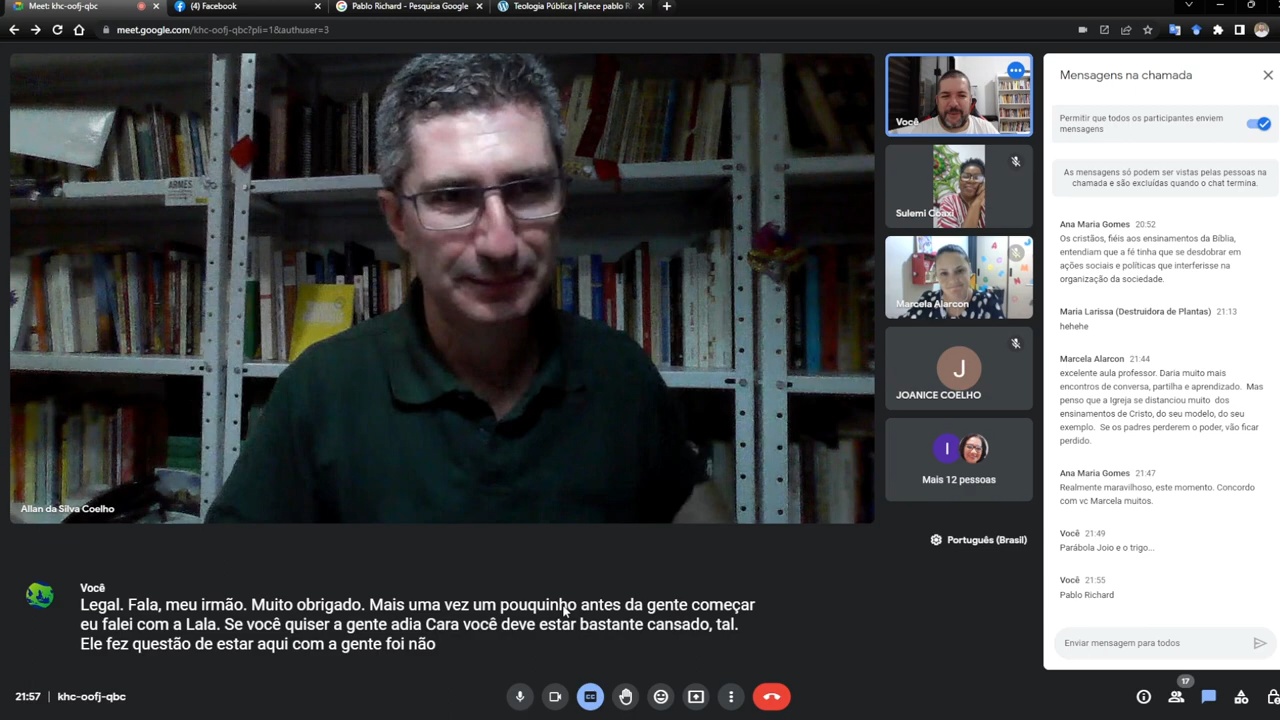 Meet: khc-oofj-qbc
(4) Facebook
Pablo Richard - Pesquisa Google
Teologia Pública | Falece pablo R
meet.google.com/khc-oofj-qbc?pli=1&authuser=3
ARMES
Allan da Silva Coelho
Você
Sulemi
Marcela Alarcon
J
JOANICE COELHO
I
Mais 12 pessoas
Português (Brasil)
Mensagens na chamada
Permitir que todos os participantes enviem
mensagens
As mensagens só podem ser vistas pelas pessoas na
chamada e são excluídas quando o chat termina.
Ana Maria Gomes 20:52
Os cristãos, fiéis aos ensinamentos da Bíblia,
entendiam que a fé tinha que se desdobrar em
ações sociais e políticas que interferisse na
organização da sociedade.
Maria Larissa (Destruidora de Plantas) 21:13
hehehe
Marcela Alarcon 21:44
excelente aula professor. Daria muito mais
encontros de conversa, partilha e aprendizado. Mas
penso que a Igreja se distanciou muito dos
ensinamentos de Cristo, do seu modelo, do seu
exemplo. Se os padres perderem o poder, vão ficar
perdido.
Ana Maria Gomes 21:47
Realmente maravilhoso, este momento. Concordo
com vc Marcela muitos.
Você 21:49
Parábola Joio e o trigo...
Você 21:55
Pablo Richard
Enviar mensagem para todos
Você
Legal. Fala, meu irmão. Muito obrigado. Mais uma vez um pouquinho antes da gente começar
eu falei com a Lala. Se você quiser a gente adia Cara você deve estar bastante cansado, tal.
Ele fez questão de estar aqui com a gente foi não
21:57 | khc-oofj-qbc
17